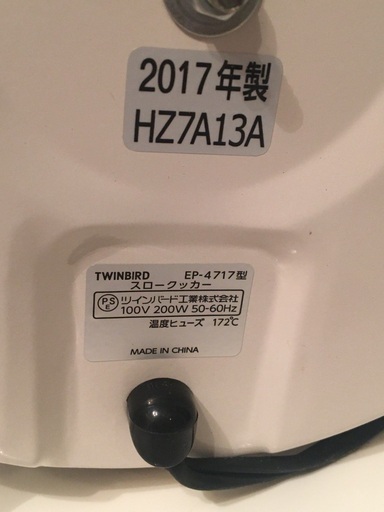 2017年製
HZ7A13A
TWINBIRD EP-4717型
スロークッカー
PSE ツインバード工業株式会社
100V 200W 50-60Hz
温度ヒューズ 172℃
MADE IN CHINA